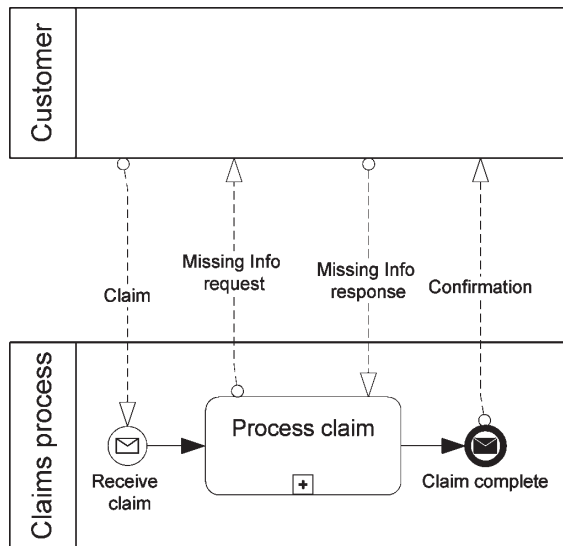 Customer
Claim
Missing Info
request
Missing Info
response
Confirmation
Claims process
Receive
claim
Process claim
Claim complete